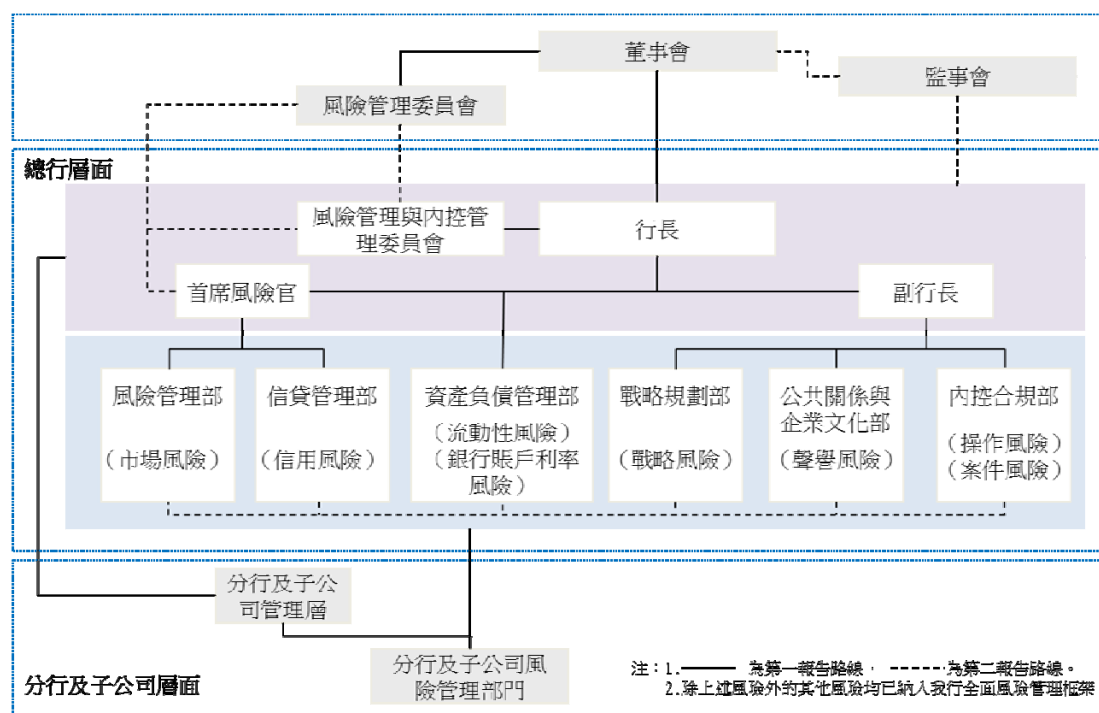 董事會
監事會
風險管理委員會
總行層面
風險管理與內控管
理委員會
行長
首席風險官
副行長
風險管理部
（市場風險）
信貸管理部
（信用風險）
資產負債管理部
（流動性風險）
（銀行賬戶利率
風險）
戰略規劃部
（戰略風險）
公共關係與
企業文化部
（聲譽風險）
內控合規部
（操作風險）
（案件風險）
分行及子公
司管理層
分行及子公司風
險管理部門
分行及子公司層面
注：1. 為第一報告路線， 為第二報告路線。
2.除上述風險外的其他風險均已納入我行全面風險管理框架